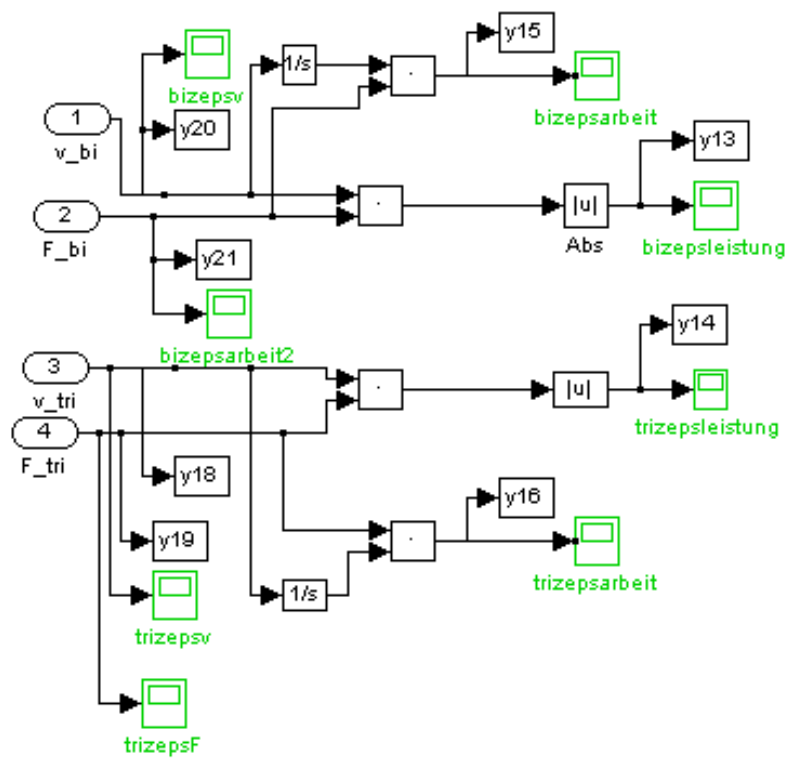 y15
1/s
·
bizepsv
bizepsarbeit
1
y20
v_bi
y13
·
|u|
2
F_bi
Abs
bizepsleistung
y21
y14
bizepsarbeit2
3
·
|u|
v_tri
trizepsleistung
4
F_tri
y18
y16
y19
·
trizepsarbeit
1/s
trizepsv
trizepsF